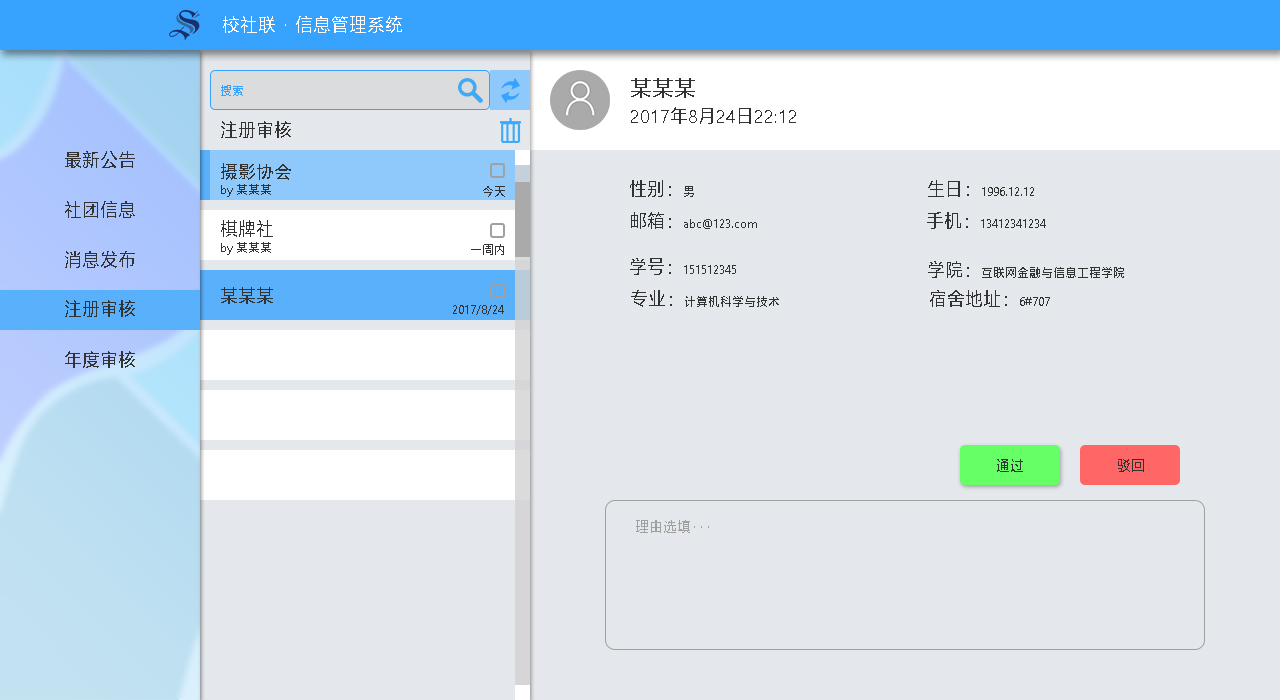 校社联 · 信息管理系统
最新公告
社团信息
消息发布
注册审核
年度审核
搜索
注册审核
摄影协会
by 某某某
今天
棋牌社
by 某某某
一周内
某某某
2017/8/24
某某某
2017年8月24日22:12
性别：男
生日：1996.12.12
邮箱：abc@123.com
手机：13412341234
学号：151512345
学院：互联网金融与信息工程学院
专业：计算机科学与技术
宿舍地址：6#707
通过
驳回
理由选填···